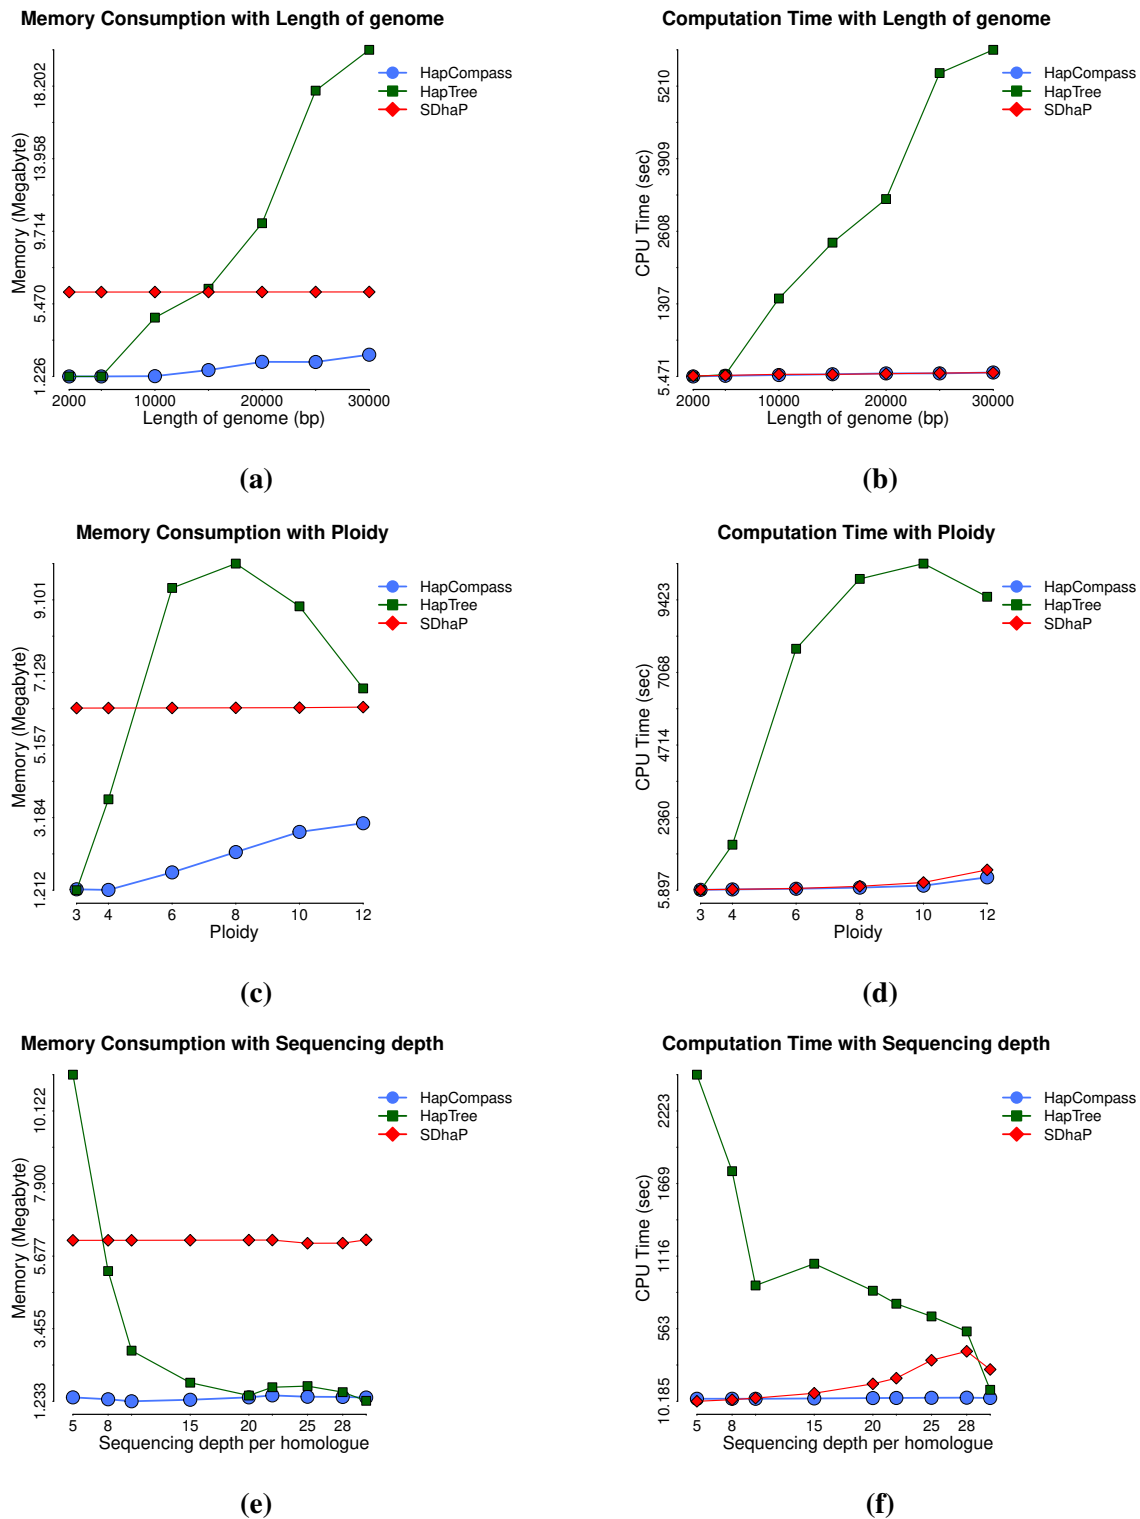 Memory Consumption with Length of genome
Memory (Megabyte)
1.226 5.470 9.714 13.958 18.202
2000 10000 20000 30000
Length of genome (bp)
HapCompass
HapTree
SDhaP
(a)
Computation Time with Length of genome
CPU Time (sec)
5.471 1307 2608 3909 5210
2000 10000 20000 30000
Length of genome (bp)
HapCompass
HapTree
SDhaP
(b)
Memory Consumption with Ploidy
Memory (Megabyte)
1.212 3.184 5.157 7.129 9.101
3 4 6 8 10 12
Ploidy
HapCompass
HapTree
SDhaP
(c)
Computation Time with Ploidy
CPU Time (sec)
5.897 2360 4714 7068 9423
3 4 6 8 10 12
Ploidy
HapCompass
HapTree
SDhaP
(d)
Memory Consumption with Sequencing depth
Memory (Megabyte)
1.233 3.455 5.677 7.900 10.122
5 8 15 20 25 28
Sequencing depth per homologue
HapCompass
HapTree
SDhaP
(e)
Computation Time with Sequencing depth
CPU Time (sec)
10.185 563 1116 1669 2223
5 8 15 20 25 28
Sequencing depth per homologue
HapCompass
HapTree
SDhaP
(f)